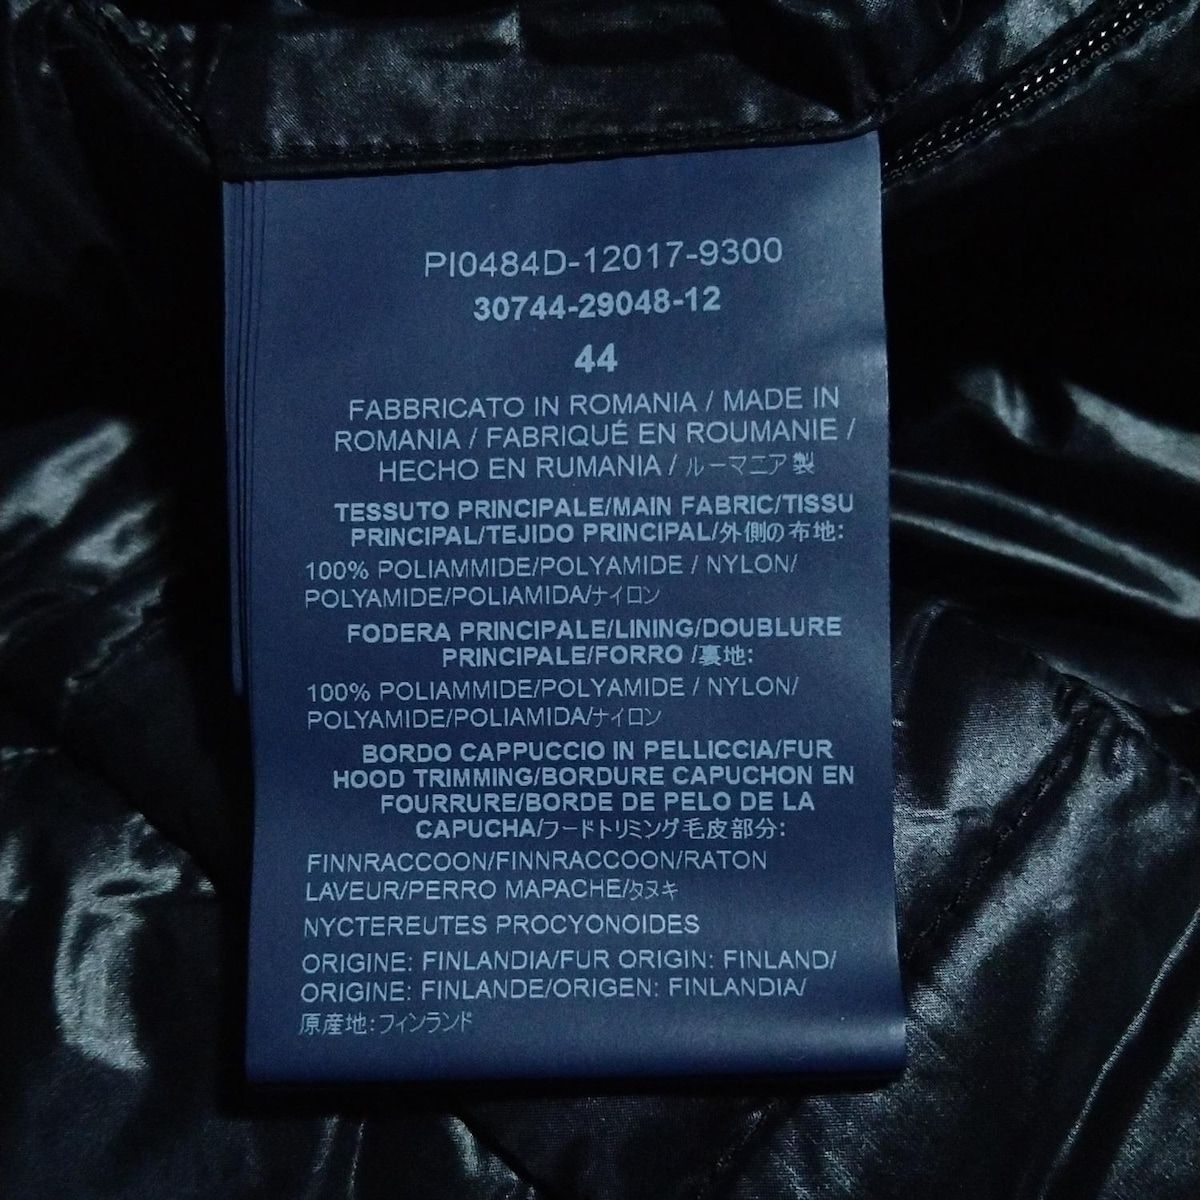 PI0484D-12017-9300
30744-29048-12
44
FABBRICATO IN ROMANIA / MADE IN
ROMANIA / FABRIQUÉ EN ROUMANIE /
HECHO EN RUMANIA / ルーマニア製
TESSUTO PRINCIPALE/MAIN FABRIC/TISSU
PRINCIPAL/TEJIDO PRINCIPAL/外側の布地:
100% POLIAMMIDE/POLYAMIDE / NYLON/
POLYAMIDE/POLIAMIDA/ナイロン
FODERA PRINCIPALE/LINING/DOUBLURE
PRINCIPALE/FORRO /裏地:
100% POLIAMMIDE/POLYAMIDE / NYLON/
POLYAMIDE/POLIAMIDA/ナイロン
BORDO CAPPUCCIO IN PELLICCIA/FUR
HOOD TRIMMING/BORDURE CAPUCHON EN
FOURRURE/BORDE DE PELO DE LA
CAPUCHA/フードトリミング毛皮部分:
FINNRACCOON/FINNRACCOON/RATON
LAVEUR/PERRO MAPACHE/タヌキ
NYCTEREUTES PROCYONOIDES
ORIGINE: FINLANDIA/FUR ORIGIN: FINLAND/
ORIGINE: FINLANDE/ORIGEN: FINLANDIA/
原産地:フィンランド